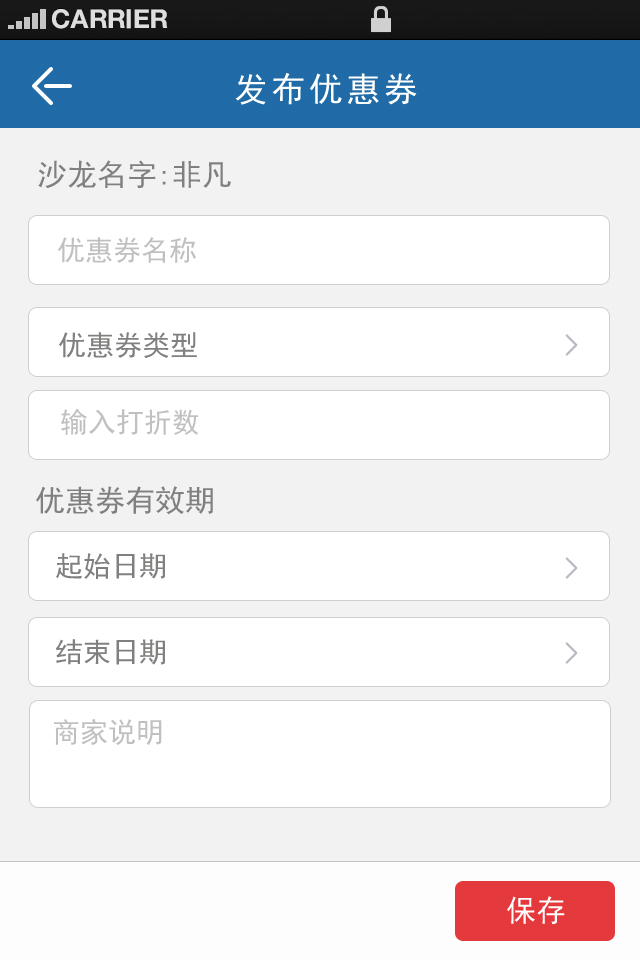 CARRIER
发布优惠券
沙龙名字:非凡
优惠券名称
优惠券类型
输入打折数
优惠券有效期
起始日期
结束日期
商家说明
保存